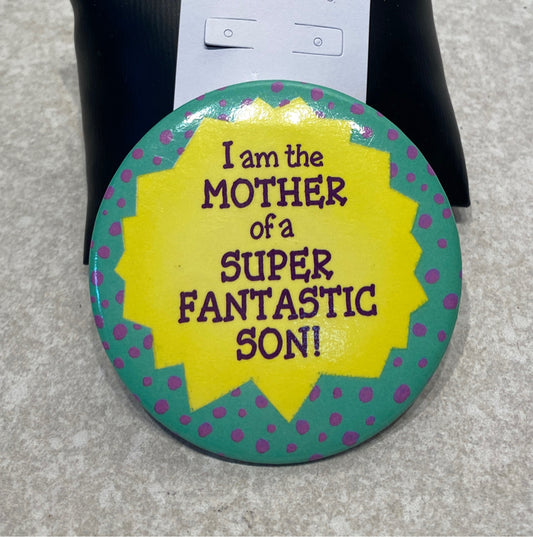 I am the
MOTHER
of a
SUPER
FANTASTIC
SON!